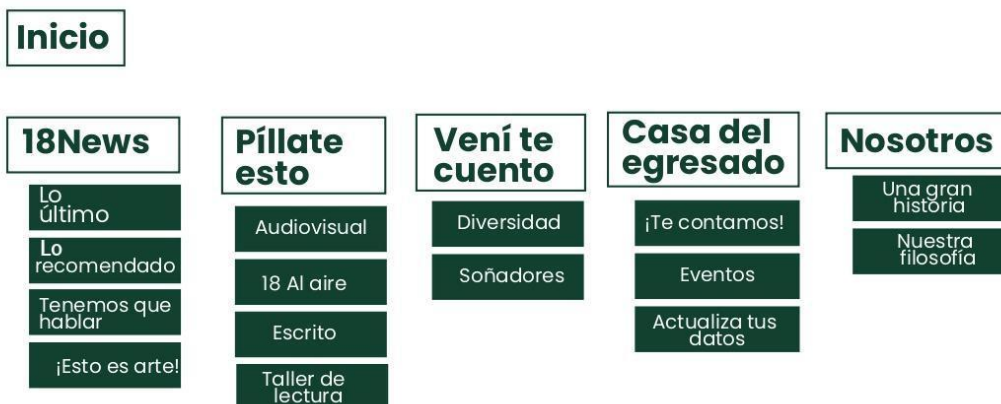 Inicio
18News
Lo
último
Lo
recomendado
Tenemos que
hablar
¡Esto es arte!
Píllate
esto
Audiovisual
18 Al aire
Escrito
Taller de
lectura
Vení te
cuento
Diversidad
Soñadores
Casa del
egresado
¡Te contamos!
Eventos
Actualiza tus
datos
Nosotros
Una gran
historia
Nuestra
filosofía